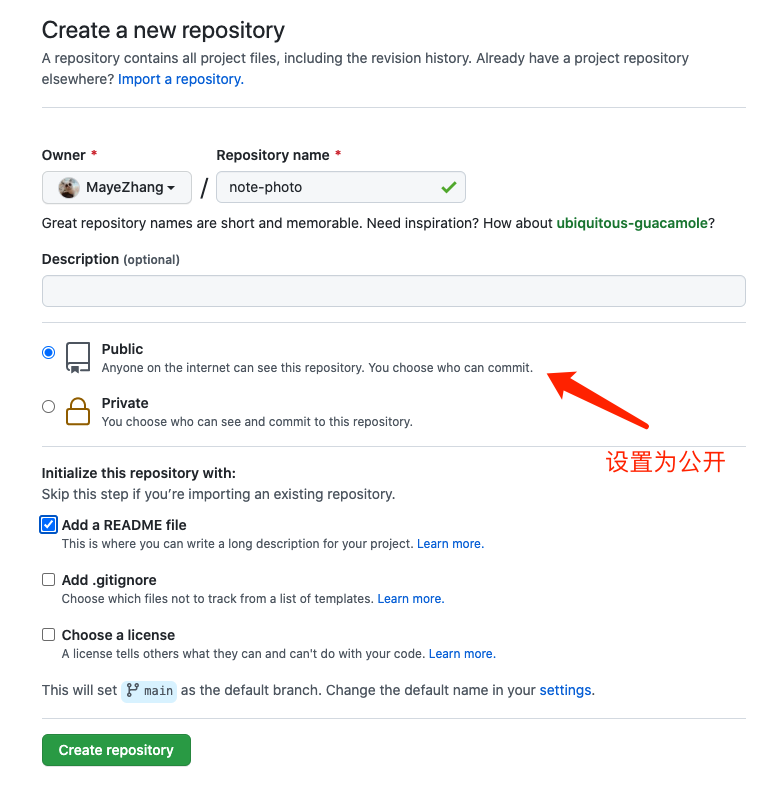 Create a new repository
A repository contains all project files, including the revision history. Already have a project repository
elsewhere? Import a repository.
Owner *
Repository name *
MayeZhang
/
note-photo
Great repository names are short and memorable. Need inspiration? How about ubiquitous-guacamole?
Description (optional)
Public
Anyone on the internet can see this repository. You choose who can commit.
Private
You choose who can see and commit to this repository.
设置为公开
Initialize this repository with:
Skip this step if you’re importing an existing repository.
Add a README file
This is where you can write a long description for your project. Learn more.
Add .gitignore
Choose which files not to track from a list of templates. Learn more.
Choose a license
A license tells others what they can and can't do with your code. Learn more.
This will set main as the default branch. Change the default name in your settings.
Create repository